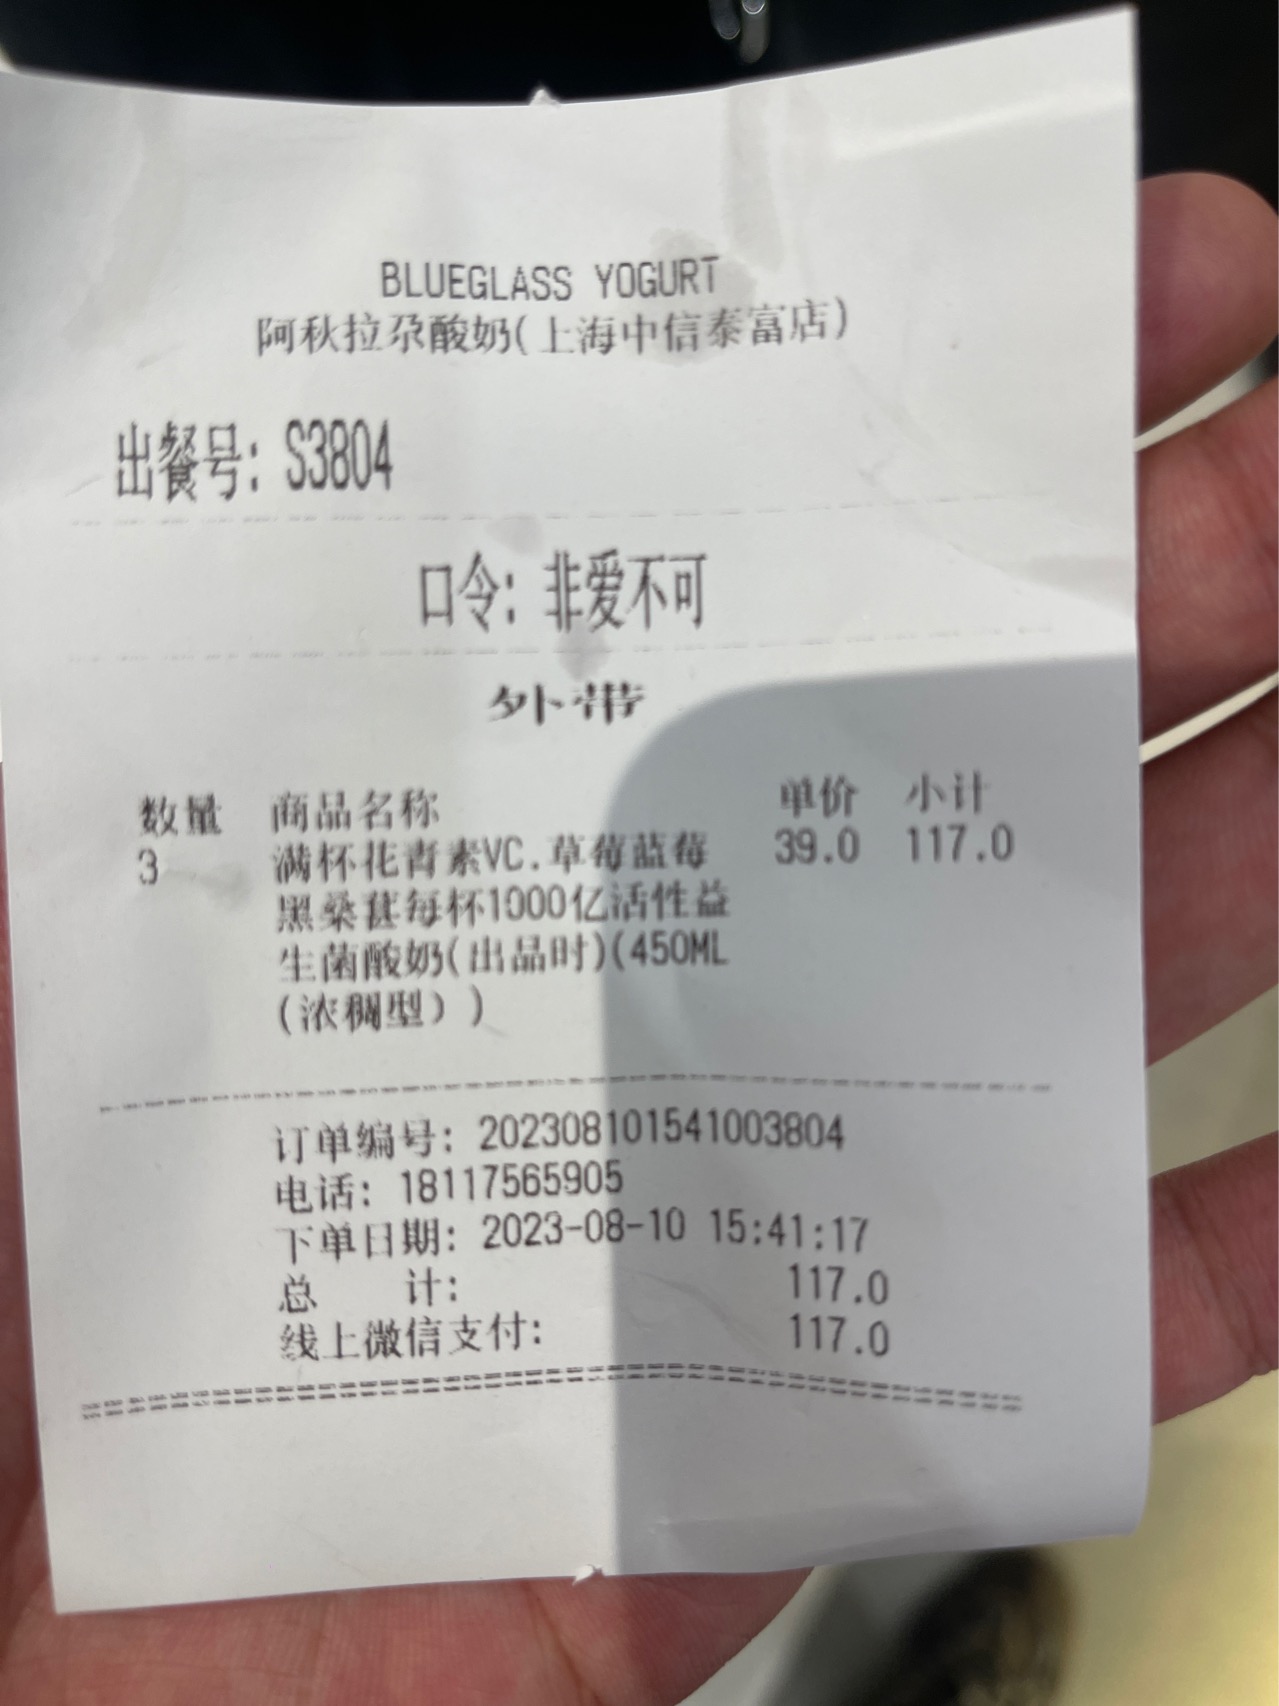 BLUEGLASS YOGURT
阿秋拉尕酸奶(上海中信泰富店)
出餐号: S3804
口令: 非爱不可
外带
数量 商品名称 单价 小计
3 满杯花青素VC.草莓蓝莓 39.0 117.0
黑桑葚每杯1000亿活性益
生菌酸奶(出品时)(450ML
(浓稠型))
订单编号: 202308101541003804
电话: 18117565905
下单日期: 2023-08-10 15:41:17
总 计: 117.0
线上微信支付: 117.0